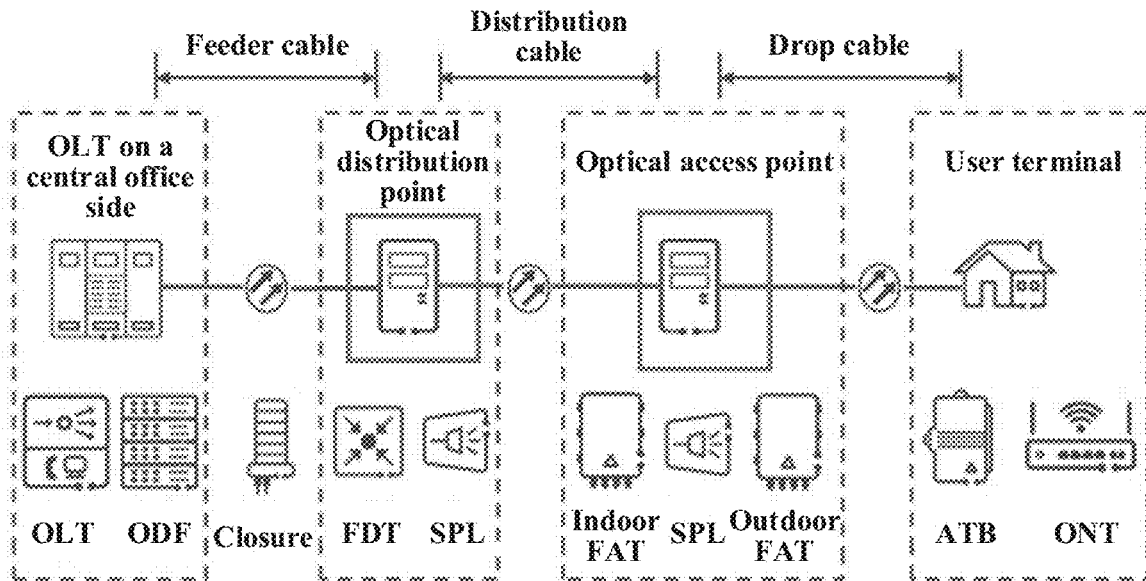 Feeder cable
Distribution
cable
Drop cable
OLT on a
central office
side
Optical
distribution
point
Optical access point
User terminal
OLT
ODF
Closure
FDT
SPL
Indoor
FAT
SPL
Outdoor
FAT
ATB
ONT